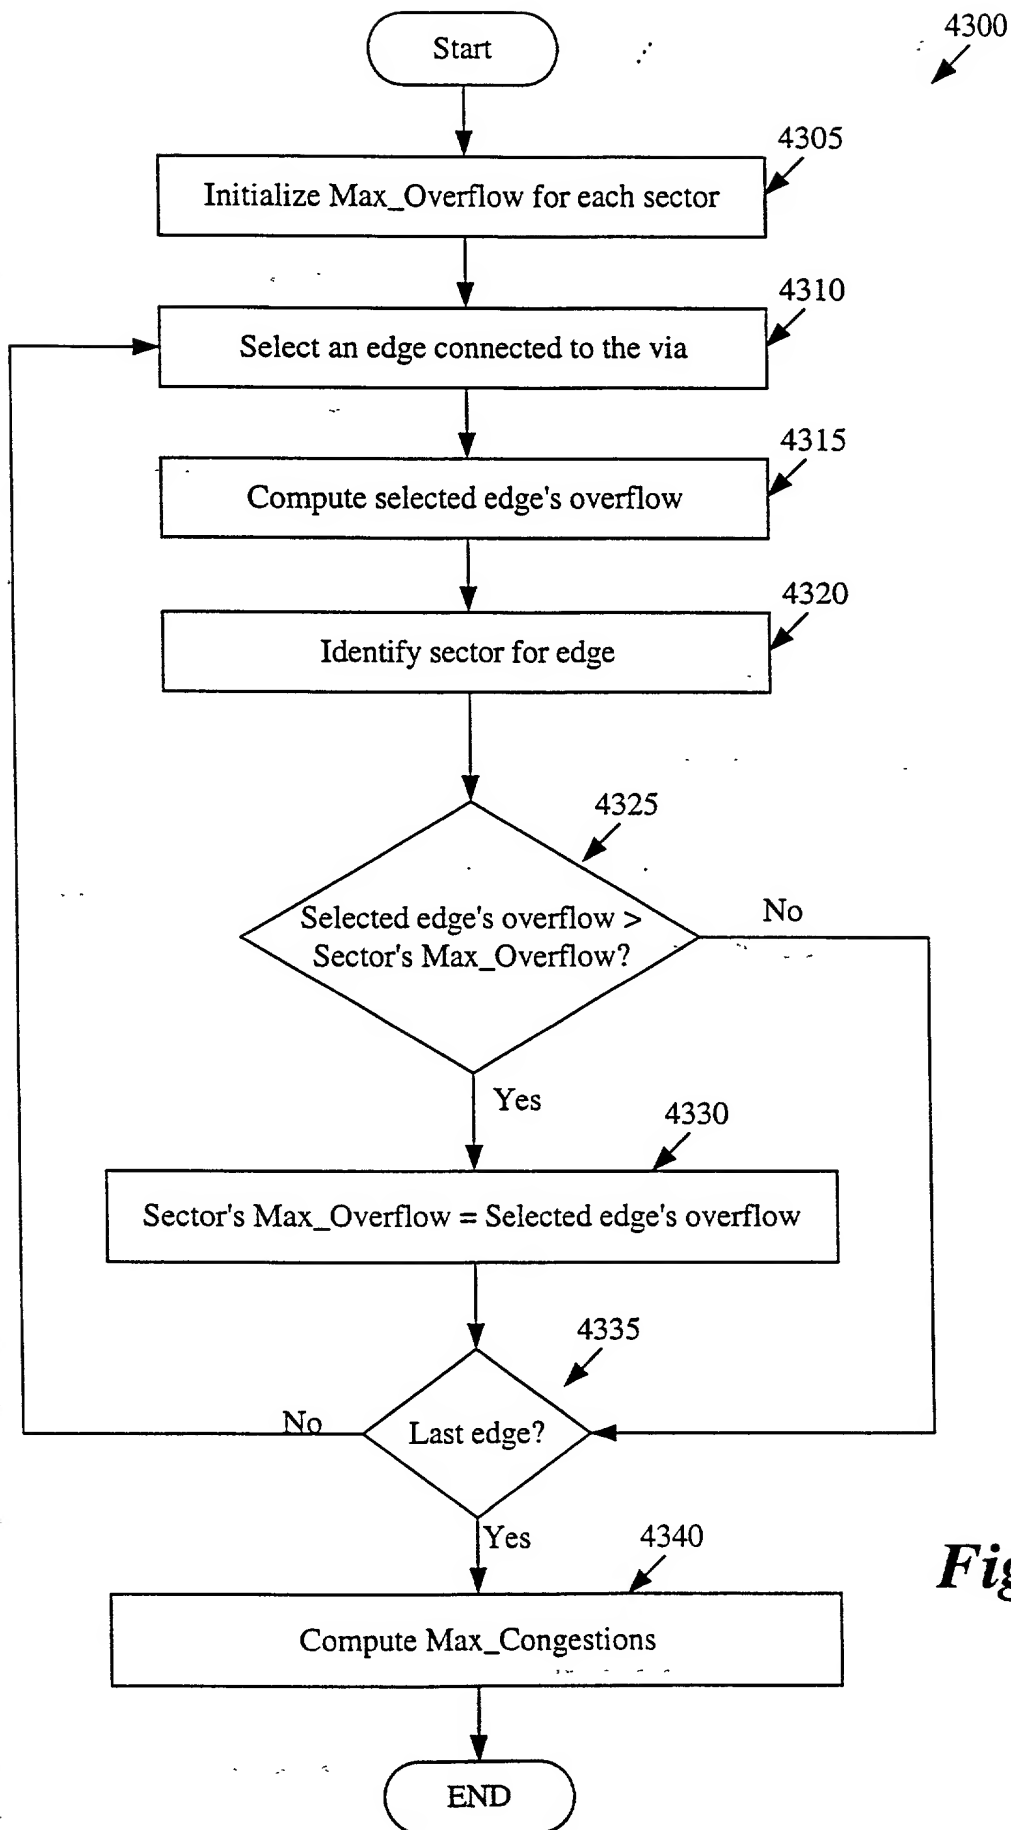 4300
Start
4305
Initialize Max_Overflow for each sector
4310
Select an edge connected to the via
4315
Compute selected edge's overflow
4320
Identify sector for edge
4325
Selected edge's overflow >
Sector's Max_Overflow?
No
Yes
4330
Sector's Max_Overflow = Selected edge's overflow
4335
Last edge?
No
Yes
4340
Compute Max_Congestions
END